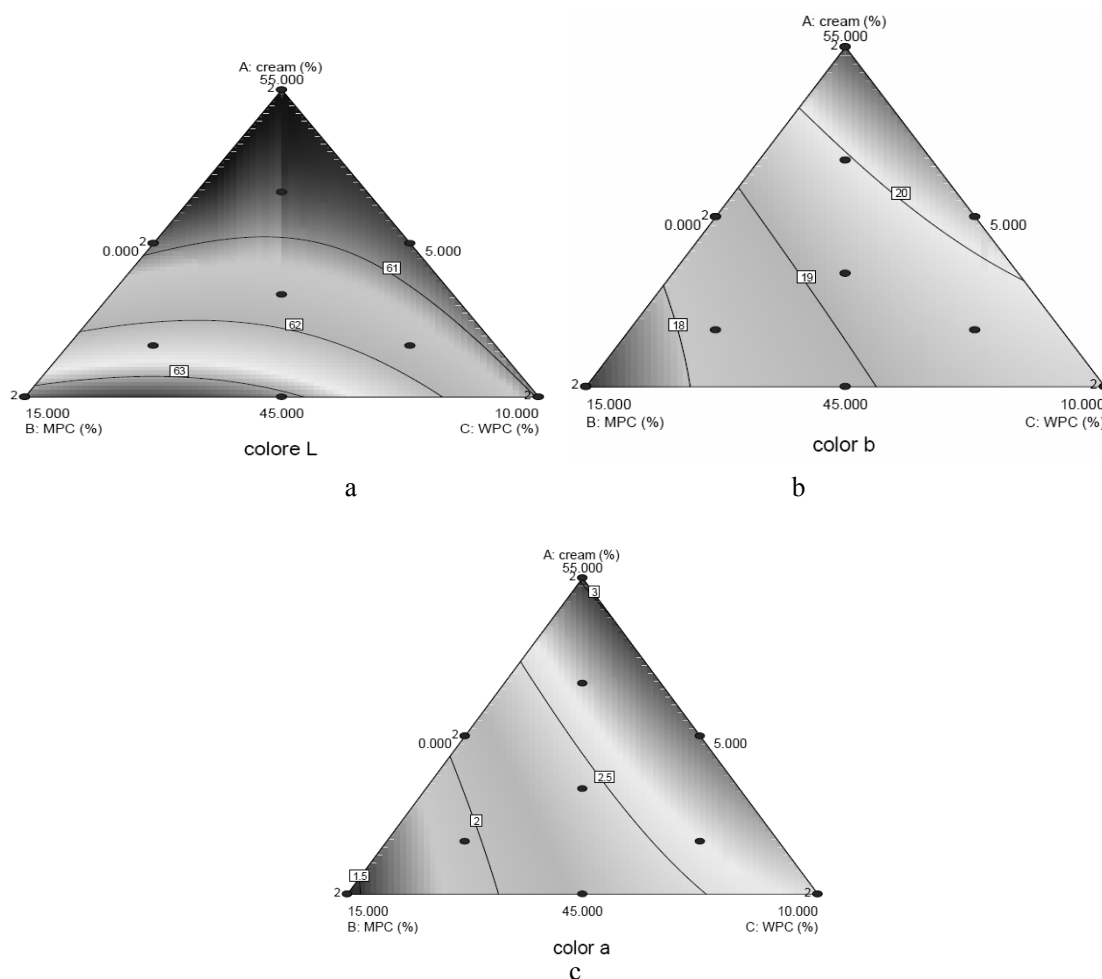 A: cream (%)
55.000
2
61
2
0.000
5.000
62
63
2
2
15.000
45.000
10.000
B: MPC (%)
C: WPC (%)
colore L
a
A: cream (%)
55.000
2
20
2
0.000
5.000
19
18
2
2
15.000
45.000
10.000
B: MPC (%)
C: WPC (%)
color b
b
A: cream (%)
55.000
2
3
2
0.000
5.000
2.5
2
1.5
2
2
15.000
45.000
10.000
B: MPC (%)
C: WPC (%)
color a
c